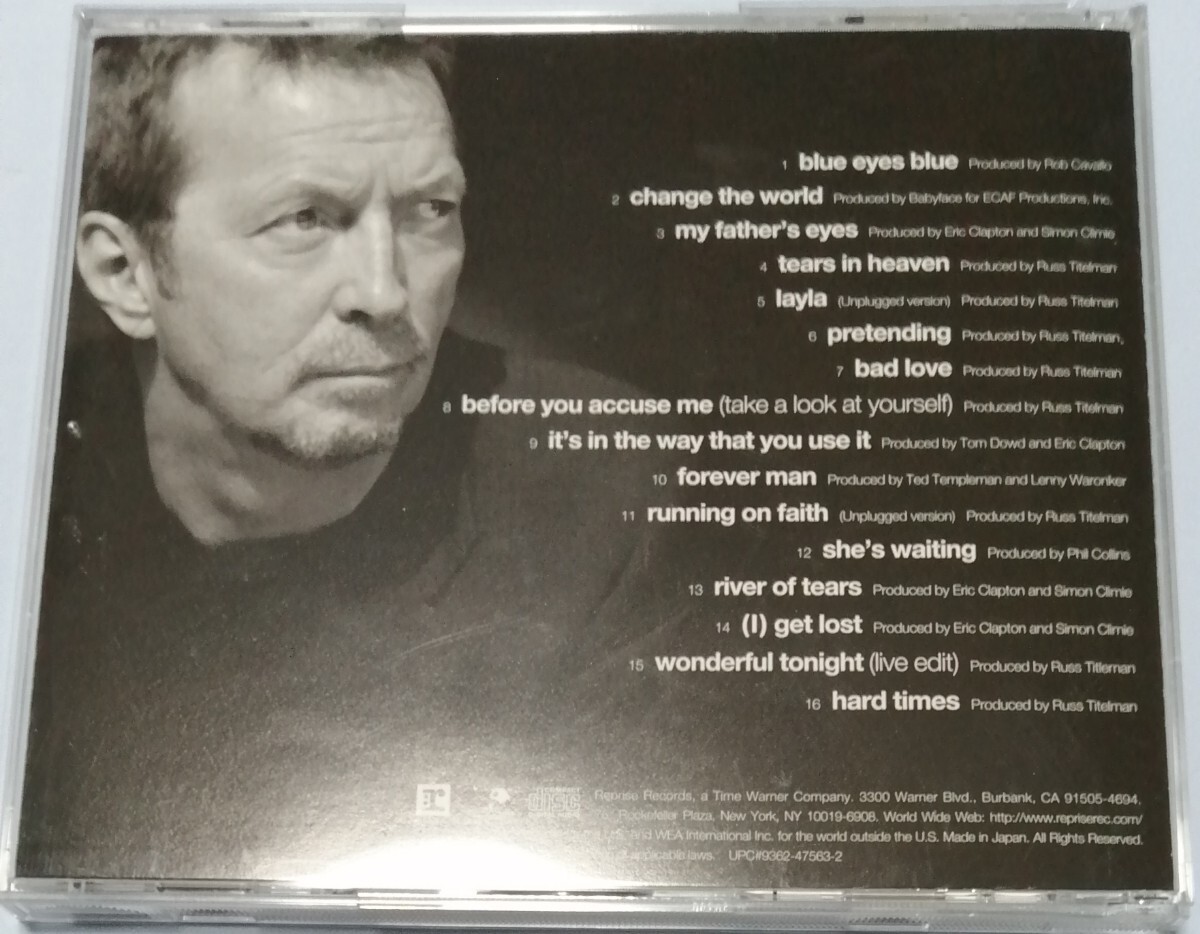 1 blue eyes blue Produced by Rob Cavallo
2 change the world Produced by Babyface for ECAF Productions, Inc.
3 my father's eyes Produced by Eric Clapton and Simon Climie
4 tears in heaven Produced by Russ Titelman
5 layla (Unplugged version) Produced by Russ Titelman
6 pretending Produced by Russ Titelman
7 bad love Produced by Russ Titelman
8 before you accuse me (take a look at yourself) Produced by Russ Titelman
9 it's in the way that you use it Produced by Tom Dowd and Eric Clapton
10 forever man Produced by Ted Templeman and Lenny Waronker
11 running on faith (Unplugged version) Produced by Russ Titelman
12 she's waiting Produced by Phil Collins
13 river of tears Produced by Eric Clapton and Simon Climie
14 (I) get lost Produced by Eric Clapton and Simon Climie
15 wonderful tonight (live edit) Produced by Russ Titleman
16 hard times Produced by Russ Titelman
r COMPACT disc Reprise Records, a Time Warner Company. 3300 Warner Blvd., Burbank, CA 91505-4694.
Rockefeller Plaza, New York, NY 10019-6908. World Wide Web: http://www.repriserec.com/
U.S. and WEA International Inc. for the world outside the U.S. Made in Japan. All Rights Reserved.
of applicable laws. UPC#9362-47563-2